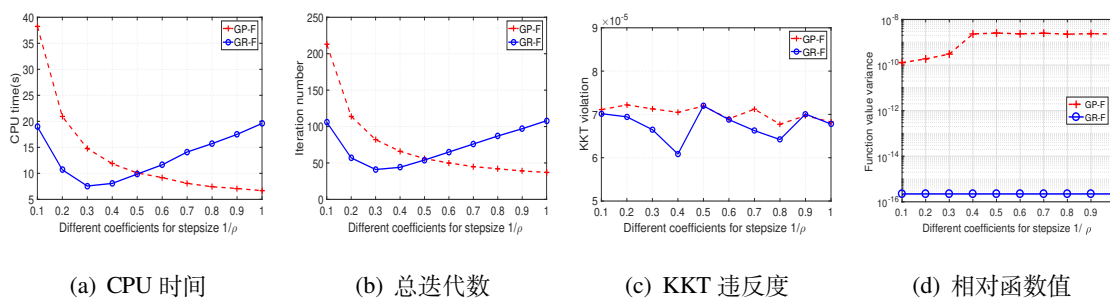 40
35
30
25
20
15
10
5
CPU time(s)
GP-F
GR-F
0.1 0.2 0.3 0.4 0.5 0.6 0.7 0.8 0.9 1
Different coefficients for stepsize 1/ρ
(a) CPU 时间
250
200
150
100
50
0
Iteration number
GP-F
GR-F
0.1 0.2 0.3 0.4 0.5 0.6 0.7 0.8 0.9 1
Different coefficients for stepsize 1/ρ
(b) 总迭代数
×10⁻⁵
9
8
7
6
5
KKT violation
GP-F
GR-F
0.1 0.2 0.3 0.4 0.5 0.6 0.7 0.8 0.9 1
Different coefficients for stepsize 1/ρ
(c) KKT 违反度
10⁻⁸
10⁻¹⁰
10⁻¹²
10⁻¹⁴
10⁻¹⁶
Function value variance
GP-F
GR-F
0.1 0.2 0.3 0.4 0.5 0.6 0.7 0.8 0.9
Different coefficients for stepsize 1/ ρ
(d) 相对函数值